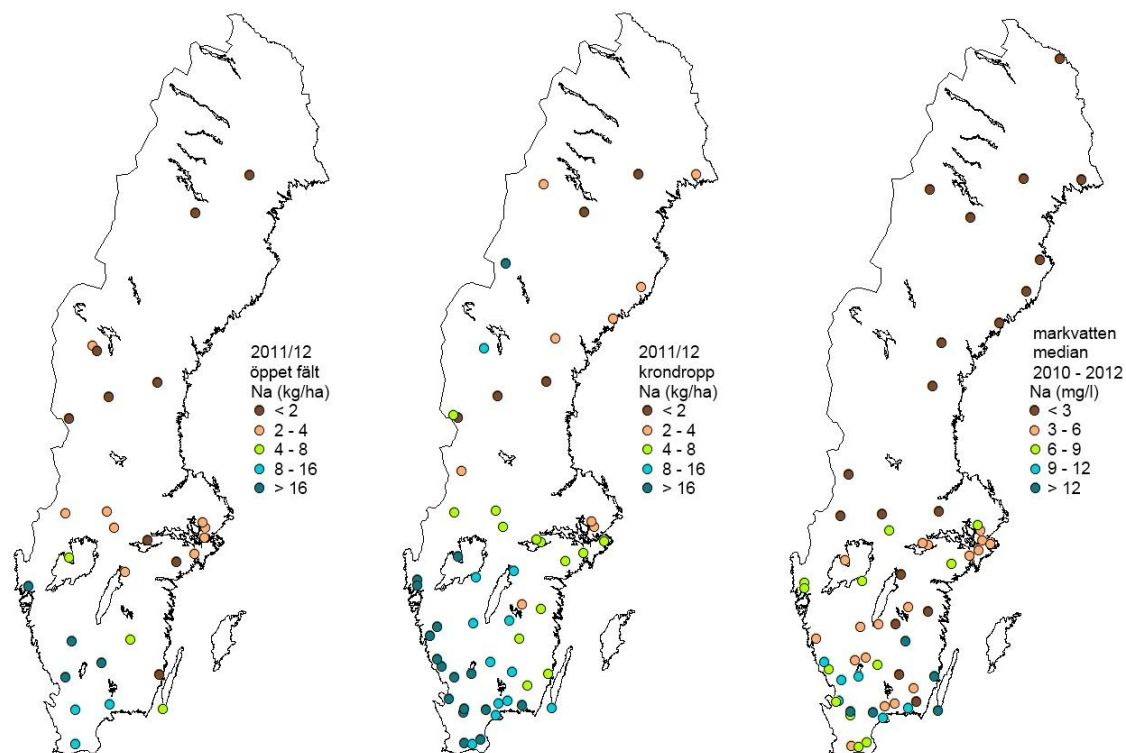 2011/12
öppet fält
Na (kg/ha)
< 2
2 - 4
4 - 8
8 - 16
> 16
2011/12
krondropp
Na (kg/ha)
< 2
2 - 4
4 - 8
8 - 16
> 16
markvatten
median
2010 - 2012
Na (mg/l)
< 3
3 - 6
6 - 9
9 - 12
> 12